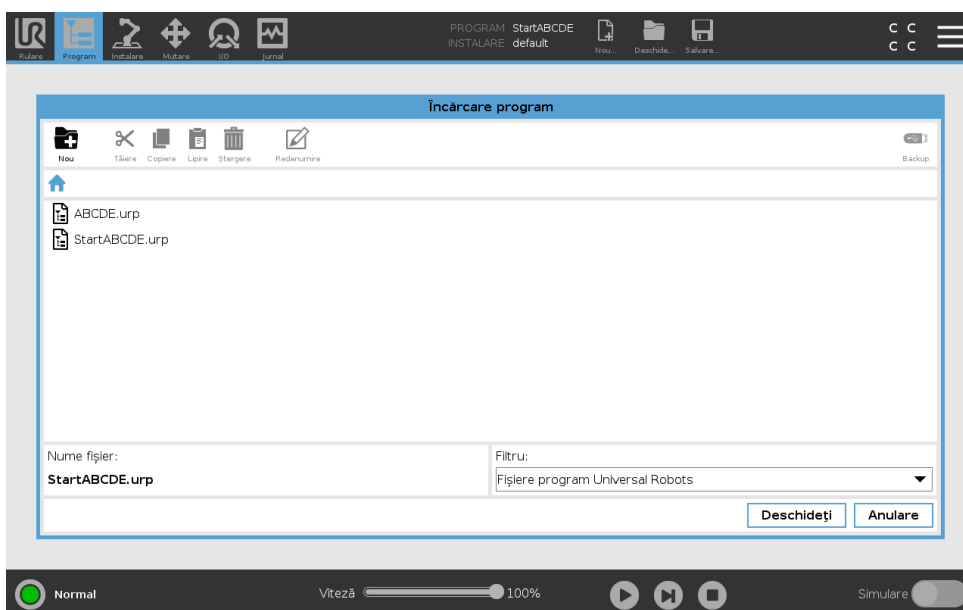 PROGRAM StartABCDE
INSTALARE default
Rulare Program Instalare Mutare I/O Jurnal Nou... Deschide... Salvare...
C C
C C
Încărcare program
Nou Tăiere Copiere Lipire Ștergere Redenumire Backup
ABCDE.urp
StartABCDE.urp
Nume fișier: Filtru:
StartABCDE.urp Fișiere program Universal Robots
Deschideți Anulare
Normal Viteză 100% Simulare